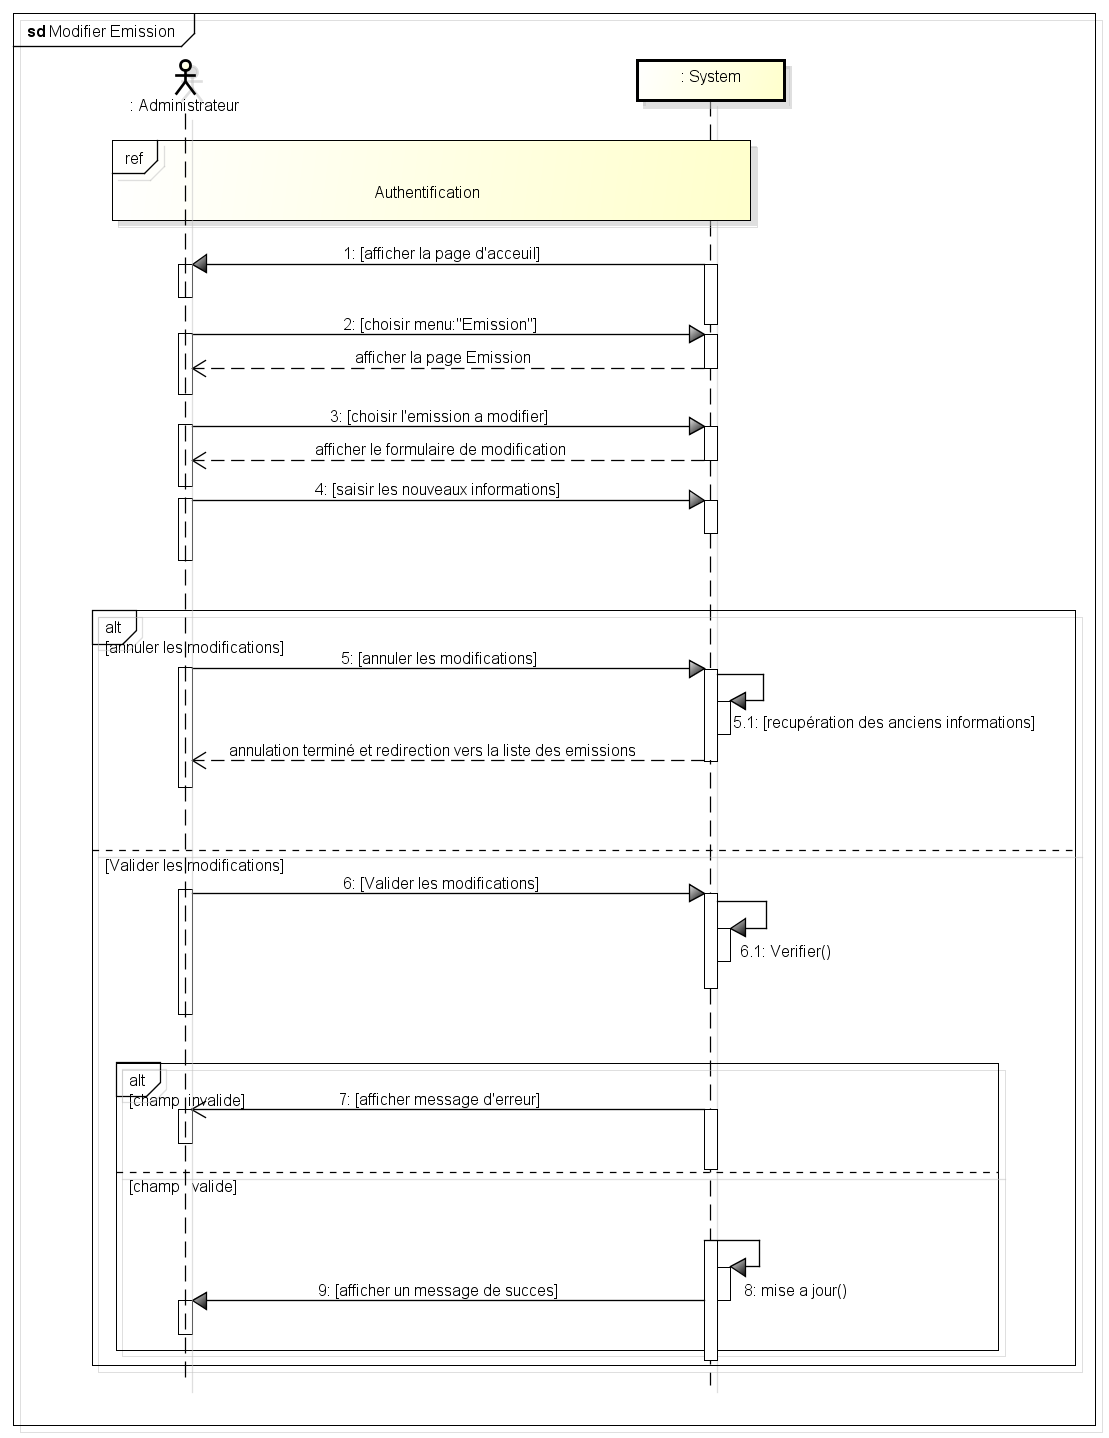 sd Modifier Emission
: Administrateur
: System
ref
Authentification
1: [afficher la page d'acceuil]
2: [choisir menu:"Emission"]
afficher la page Emission
3: [choisir l'emission a modifier]
afficher le formulaire de modification
4: [saisir les nouveaux informations]
alt
[annuler les modifications]
5: [annuler les modifications]
5.1: [recupération des anciens informations]
annulation terminé et redirection vers la liste des emissions
[Valider les modifications]
6: [Valider les modifications]
6.1: Verifier()
alt
[champ invalide]
7: [afficher message d'erreur]
[champ valide]
8: mise a jour()
9: [afficher un message de succes]